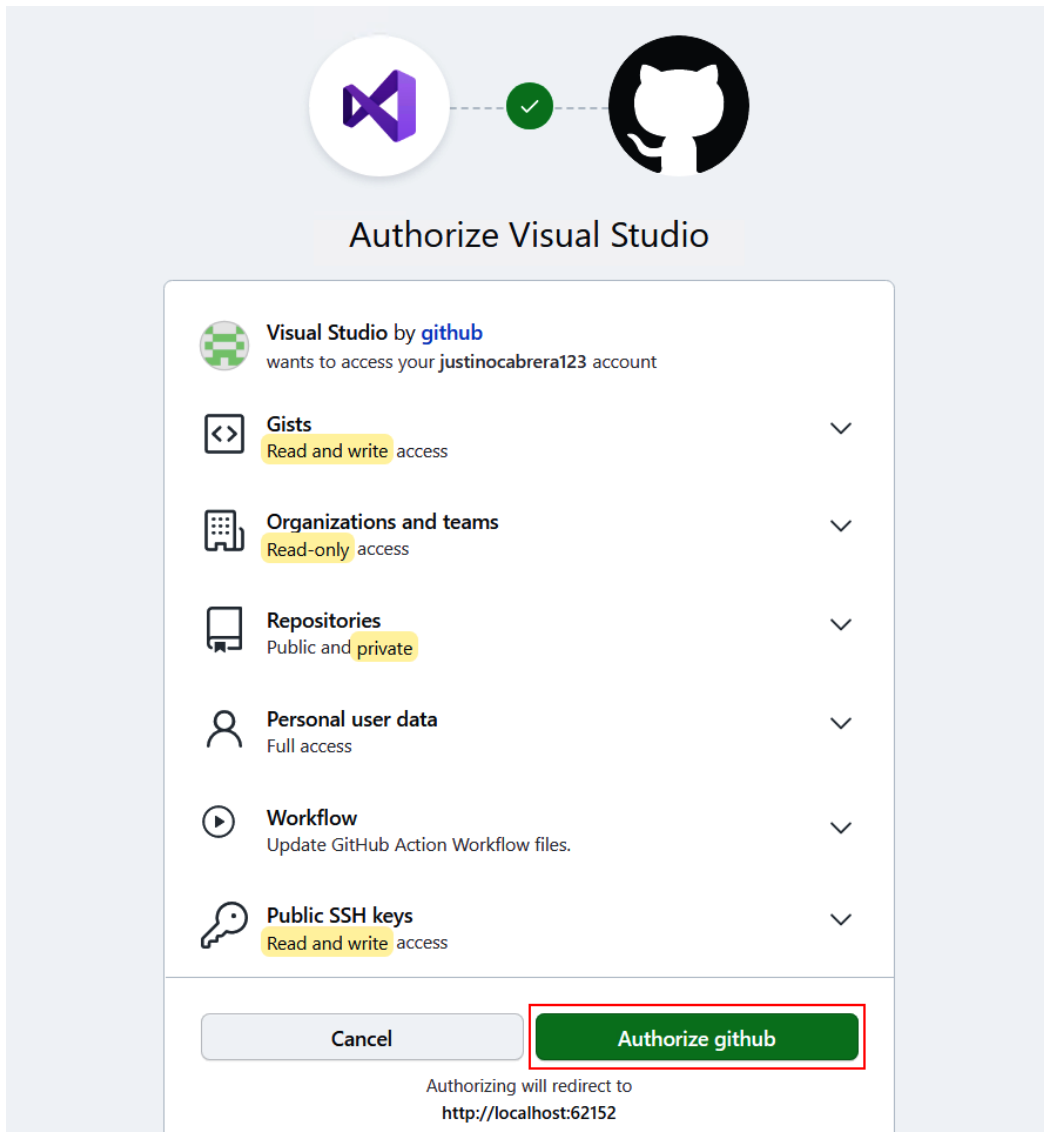 Authorize Visual Studio
Visual Studio by github
wants to access your justinocabrera123 account
Gists
Read and write access
Organizations and teams
Read-only access
Repositories
Public and private
Personal user data
Full access
Workflow
Update GitHub Action Workflow files.
Public SSH keys
Read and write access
Cancel
Authorize github
Authorizing will redirect to
http://localhost:62152